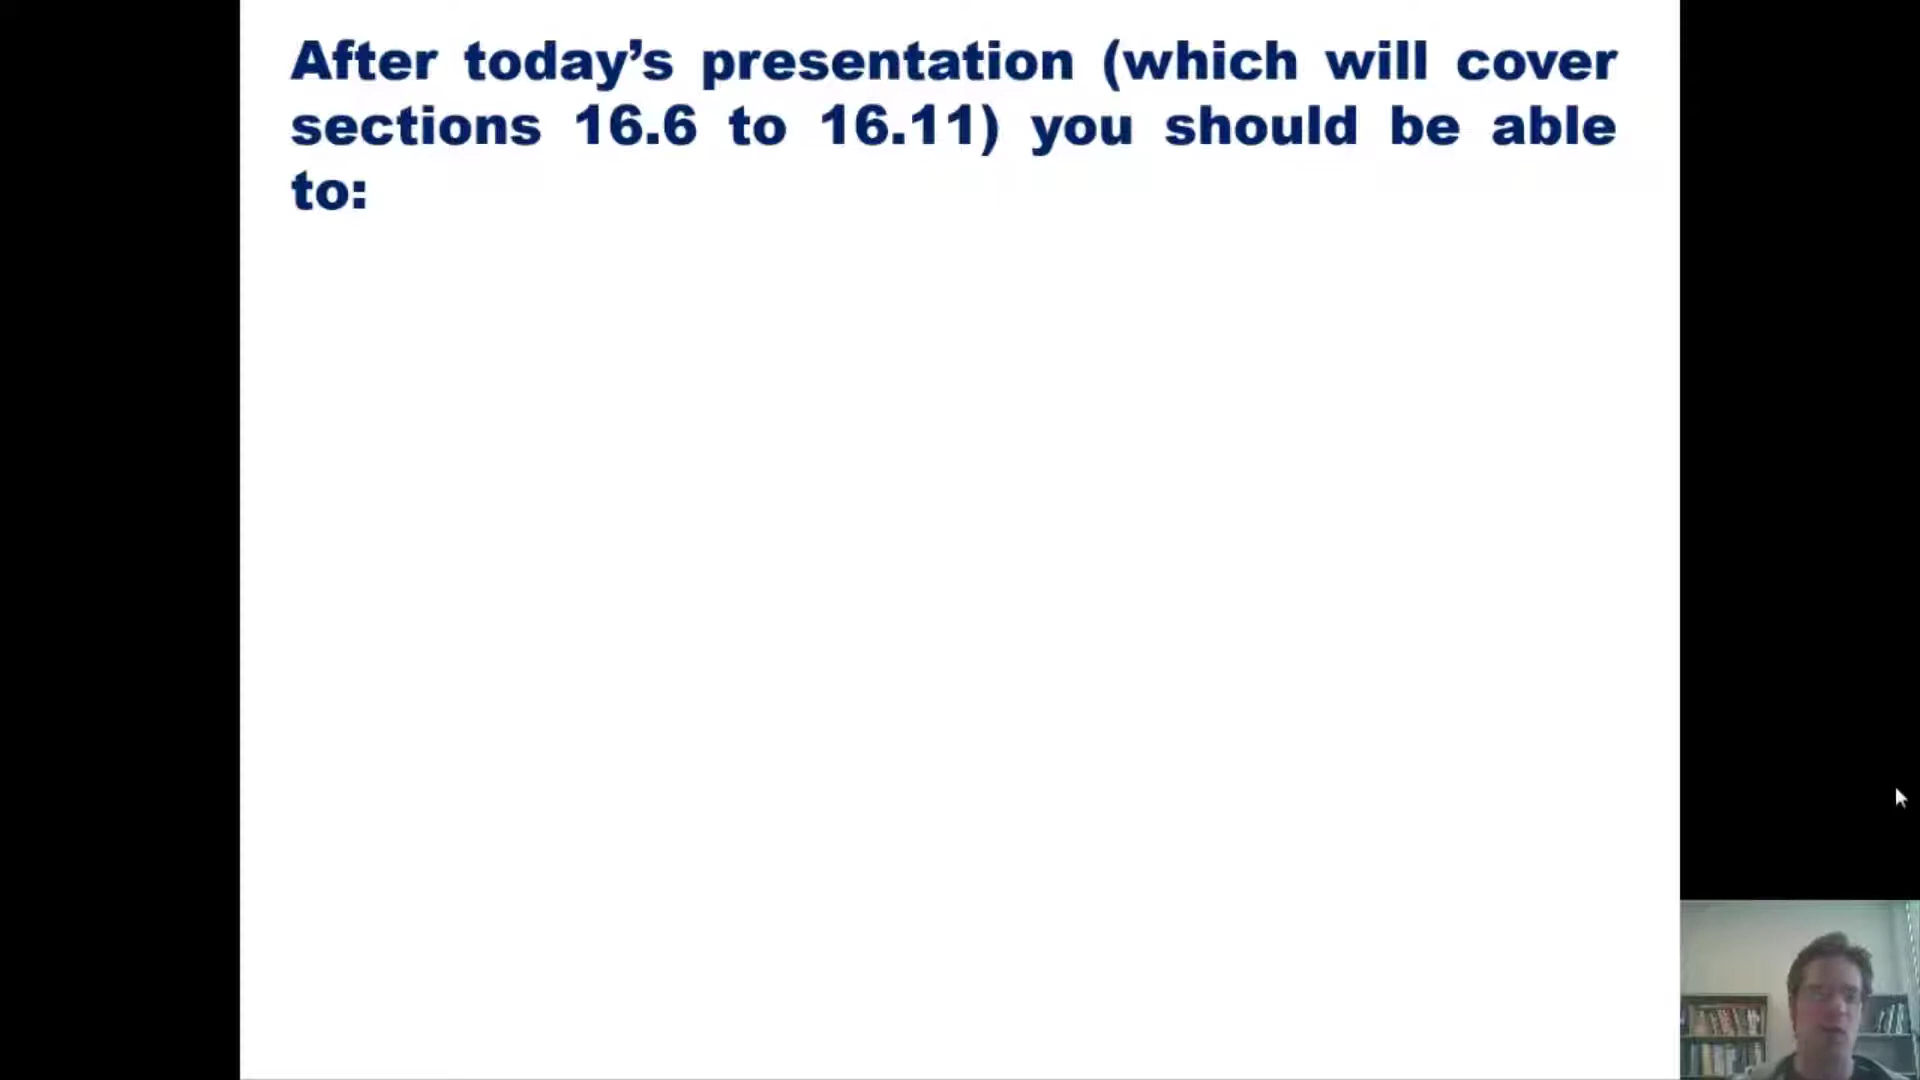 After today’s presentation (which will cover
sections 16.6 to 16.11) you should be able
to: